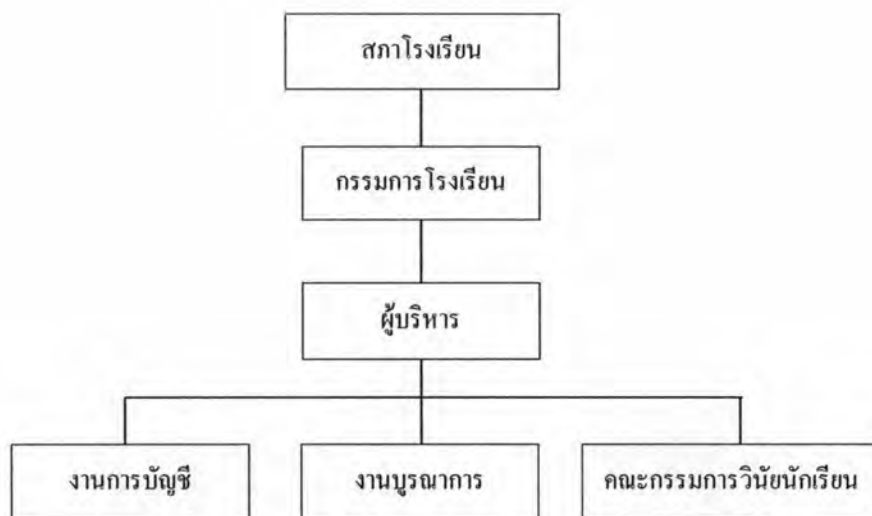 สภาโรงเรียน
กรรมการโรงเรียน
ผู้บริหาร
งานการบัญชี
งานบูรณาการ
คณะกรรมการวินัยนักเรียน